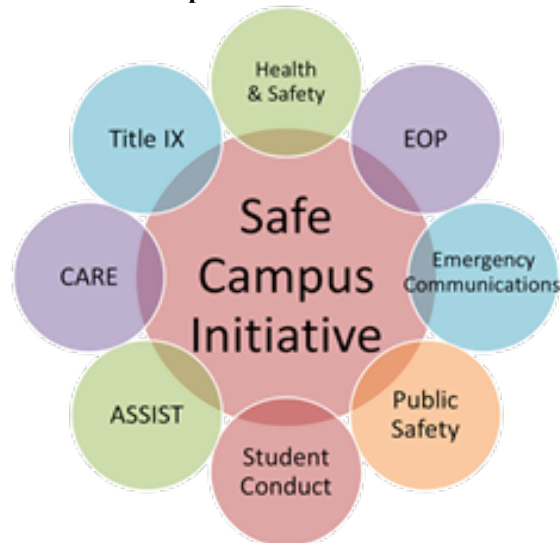 Health
& Safety
EOP
Emergency
Communications
Public
Safety
Student
Conduct
ASSIST
CARE
Title IX
Safe
Campus
Initiative